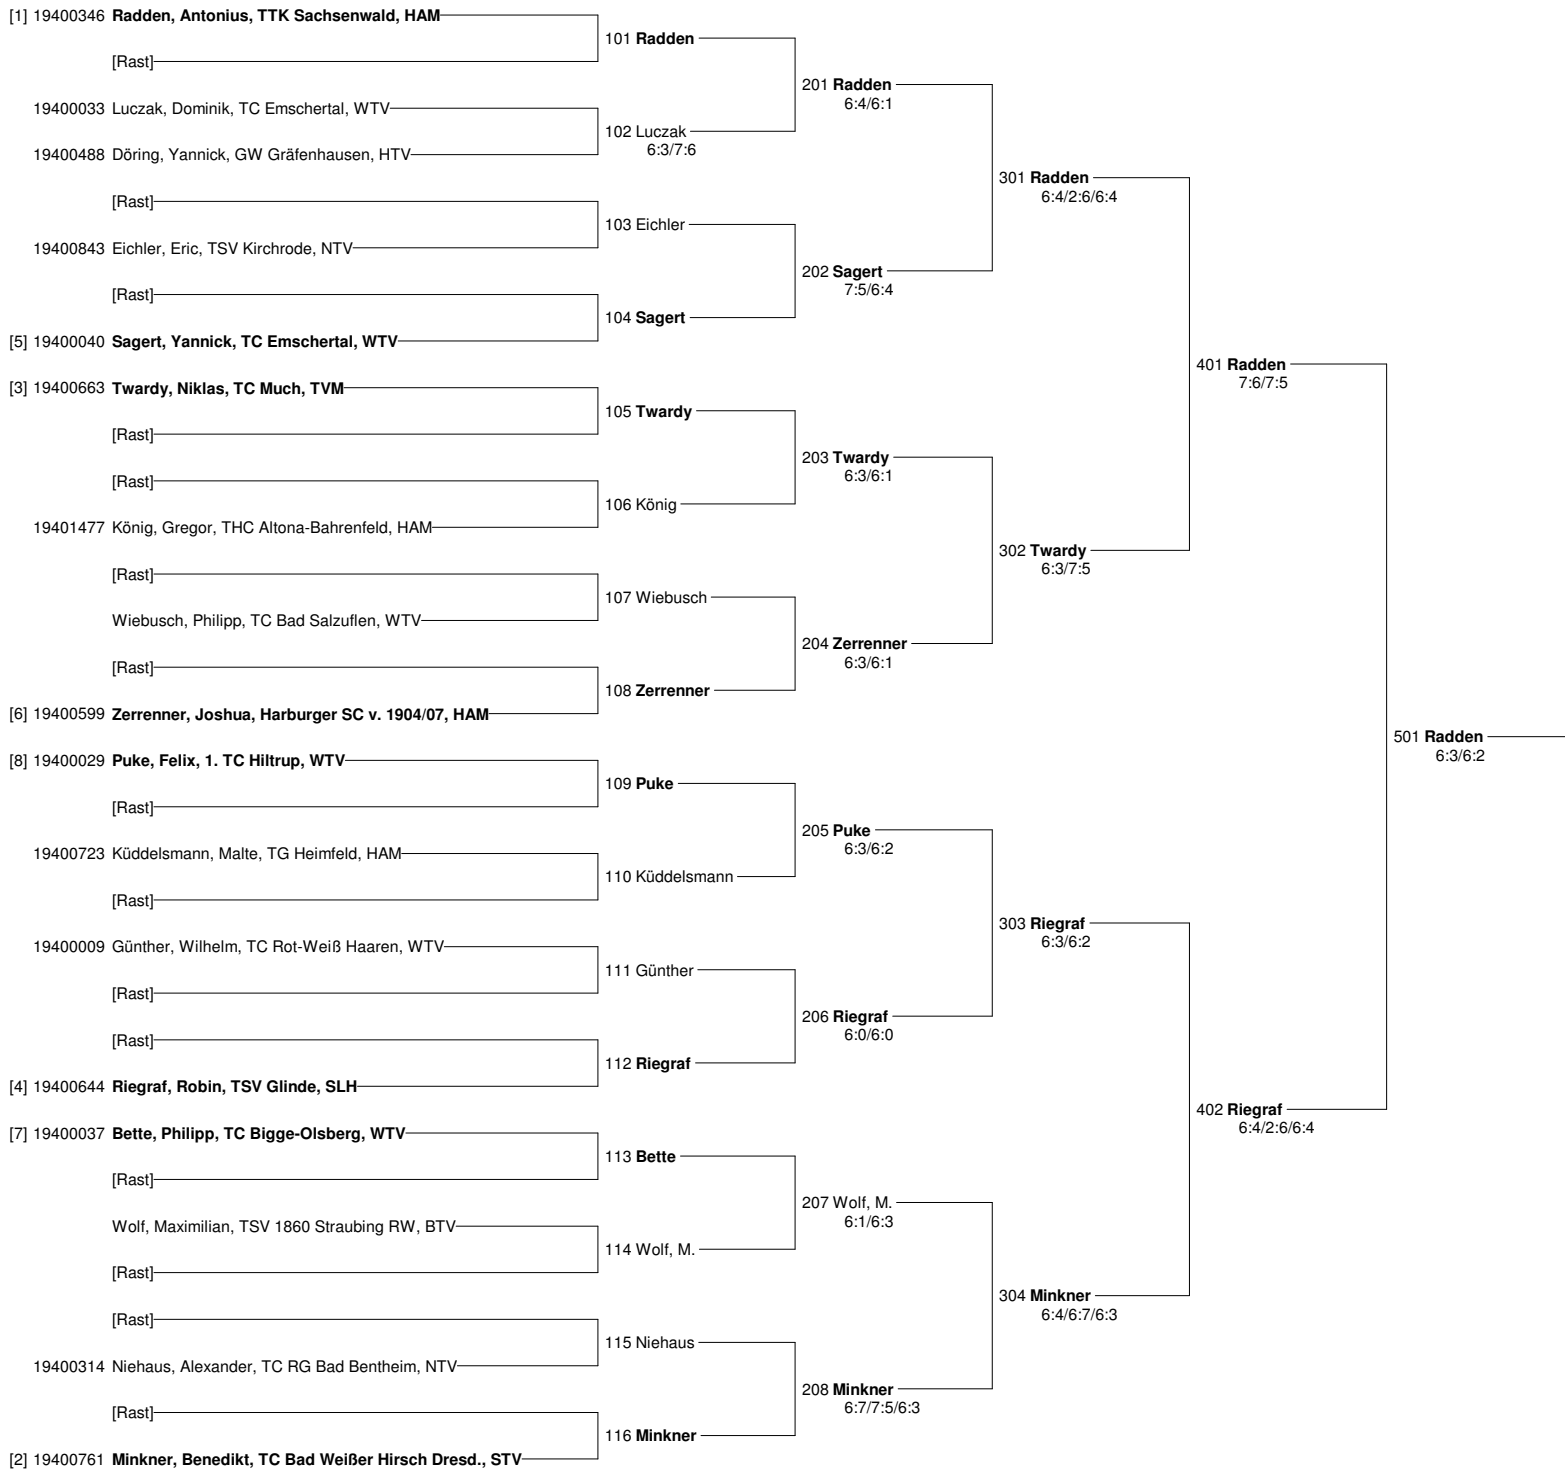 [1] 19400346 Radden, Antonius, TTK Sachsenwald, HAM
101 Radden
[Rast]
201 Radden
6:4/6:1
19400033 Luczak, Dominik, TC Emschertal, WTV
102 Luczak
6:3/7:6
19400488 Döring, Yannick, GW Gräfenhausen, HTV
301 Radden
6:4/2:6/6:4
[Rast]
103 Eichler
19400843 Eichler, Eric, TSV Kirchrode, NTV
202 Sagert
7:5/6:4
[Rast]
104 Sagert
[5] 19400040 Sagert, Yannick, TC Emschertal, WTV
401 Radden
7:6/7:5
[3] 19400663 Twardy, Niklas, TC Much, TVM
105 Twardy
[Rast]
203 Twardy
6:3/6:1
[Rast]
106 König
19401477 König, Gregor, THC Altona-Bahrenfeld, HAM
302 Twardy
6:3/7:5
[Rast]
107 Wiebusch
Wiebusch, Philipp, TC Bad Salzuflen, WTV
204 Zerrenner
6:3/6:1
[Rast]
108 Zerrenner
[6] 19400599 Zerrenner, Joshua, Harburger SC v. 1904/07, HAM
501 Radden
6:3/6:2
[8] 19400029 Puke, Felix, 1. TC Hiltrup, WTV
109 Puke
[Rast]
205 Puke
6:3/6:2
19400723 Küddelsmann, Malte, TG Heimfeld, HAM
110 Küddelsmann
[Rast]
303 Riegraf
6:3/6:2
19400009 Günther, Wilhelm, TC Rot-Weiß Haaren, WTV
111 Günther
[Rast]
206 Riegraf
6:0/6:0
[Rast]
112 Riegraf
[4] 19400644 Riegraf, Robin, TSV Glinde, SLH
402 Riegraf
6:4/2:6/6:4
[7] 19400037 Bette, Philipp, TC Bigge-Olsberg, WTV
113 Bette
[Rast]
207 Wolf, M.
6:1/6:3
Wolf, Maximilian, TSV 1860 Straubing RW, BTV
114 Wolf, M.
[Rast]
304 Minkner
6:4/6:7/6:3
[Rast]
115 Niehaus
19400314 Niehaus, Alexander, TC RG Bad Bentheim, NTV
208 Minkner
6:7/7:5/6:3
[Rast]
116 Minkner
[2] 19400761 Minkner, Benedikt, TC Bad Weißer Hirsch Dresd., STV